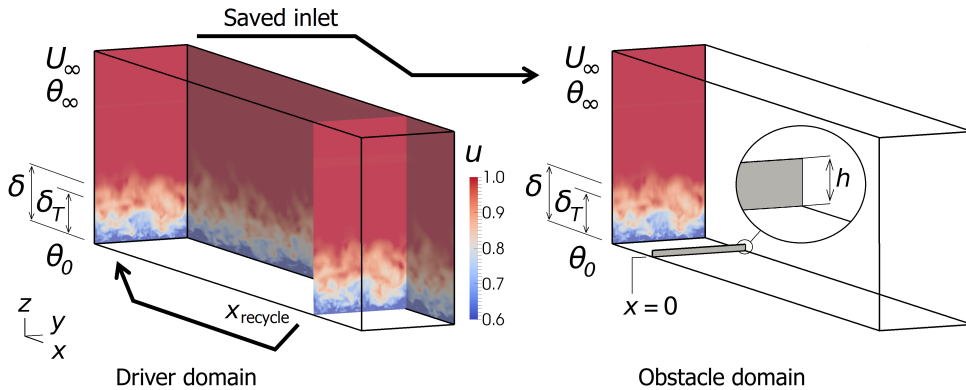 Saved inlet
U∞
θ∞
δ
δT
θ0
u
1.0
0.9
0.8
0.7
0.6
xrecycle
z
y
x
Driver domain
U∞
θ∞
δ
δT
θ0
h
x = 0
Obstacle domain